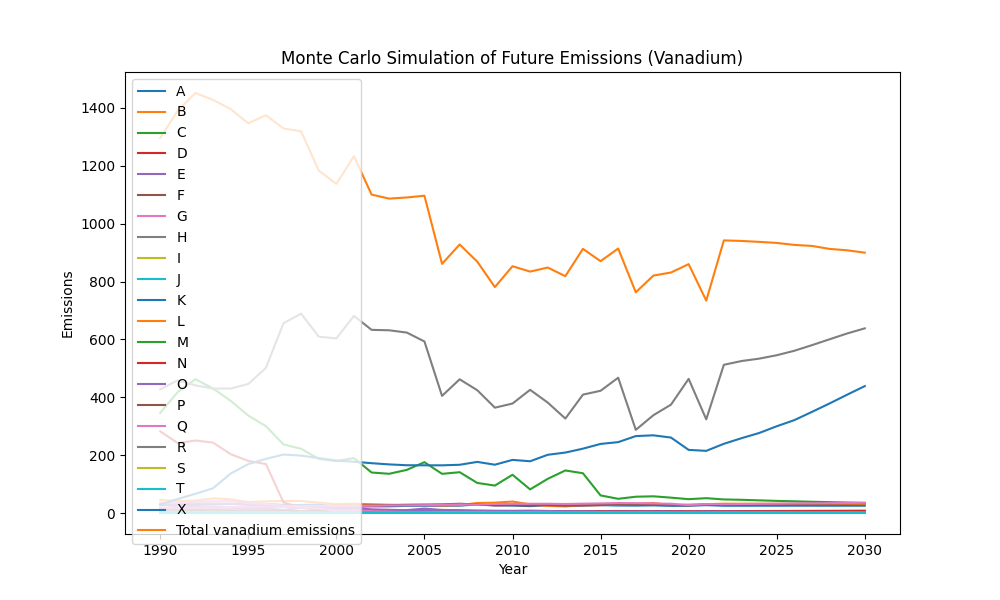 Monte Carlo Simulation of Future Emissions (Vanadium)
1400
1200
1000
800
600
400
200
0
Emissions
A
B
C
D
E
F
G
H
I
J
K
L
M
N
O
P
Q
R
S
T
X
Total vanadium emissions
1990
1995
2000
2005
2010
2015
2020
2025
2030
Year